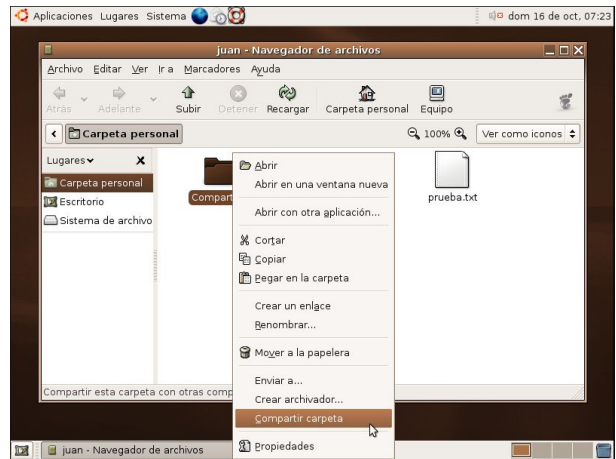 Aplicaciones Lugares Sistema dom 16 de oct, 07:23
juan - Navegador de archivos
Archivo Editar Ver Ir a Marcadores Ayuda
Atrás Adelante Subir Detener Recargar Carpeta personal Equipo
Carpeta personal 100% Ver como iconos
Lugares
Carpeta personal
Escritorio
Sistema de archivo
Compart
prueba.txt
Abrir
Abrir en una ventana nueva
Abrir con otra aplicación...
Cortar
Copiar
Pegar en la carpeta
Crear un enlace
Renombrar...
Mover a la papelera
Enviar a...
Crear archivador...
Compartir carpeta
Propiedades
Compartir esta carpeta con otras comp
juan - Navegador de archivos